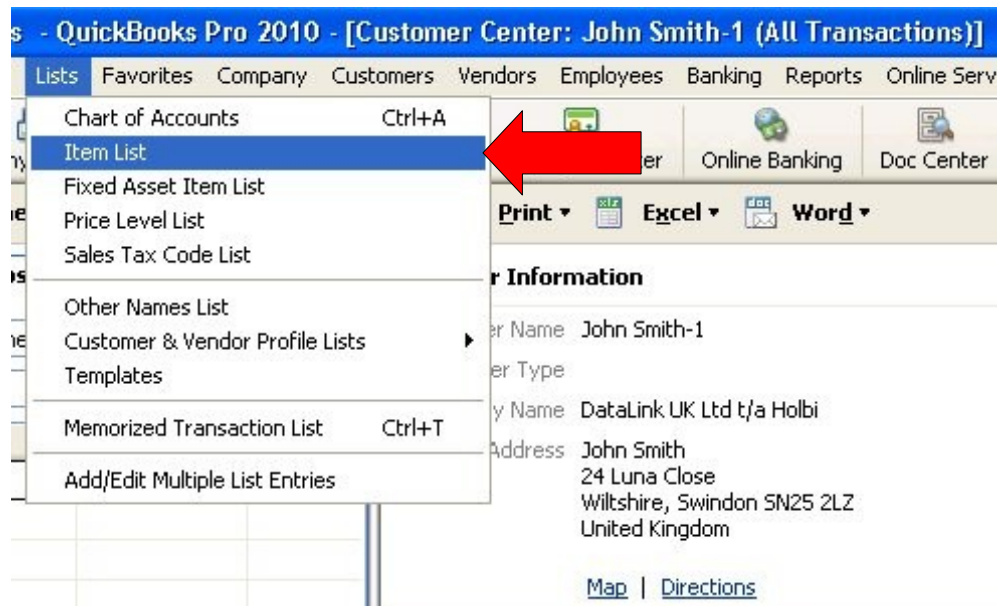 s - QuickBooks Pro 2010 - [Customer Center: John Smith-1 (All Transactions)]
Lists Favorites Company Customers Vendors Employees Banking Reports Online Serv
Chart of Accounts Ctrl+A
Item List
Fixed Asset Item List
Price Level List
Sales Tax Code List
Other Names List
Customer & Vendor Profile Lists
Templates
Memorized Transaction List Ctrl+T
Add/Edit Multiple List Entries
ter Online Banking Doc Center
Print Excel Word
r Information
er Name John Smith-1
er Type
y Name DataLink UK Ltd t/a Holbi
Address John Smith
24 Luna Close
Wiltshire, Swindon SN25 2LZ
United Kingdom
Map | Directions